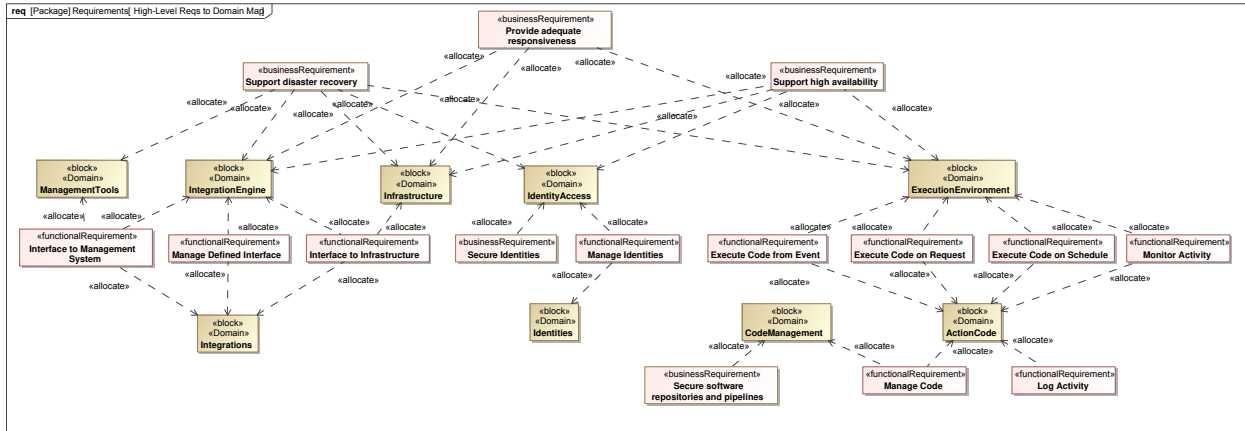 req [Package] Requirements[ High-Level Reqs to Domain Map]
«businessRequirement»
Provide adequate
responsiveness
«businessRequirement»
Support disaster recovery
«businessRequirement»
Support high availability
«allocate»
«allocate»
«allocate»
«allocate»
«allocate»
«allocate»
«allocate»
«allocate»
«allocate»
«allocate»
«allocate»
«allocate»
«block»
«Domain»
ManagementTools
«block»
«Domain»
IntegrationEngine
«block»
«Domain»
Infrastructure
«block»
«Domain»
IdentityAccess
«block»
«Domain»
ExecutionEnvironment
«allocate»
«allocate»
«allocate»
«allocate»
«allocate»
«allocate»
«allocate»
«allocate»
«allocate»
«allocate»
«allocate»
«functionalRequirement»
Interface to Management
System
«functionalRequirement»
Manage Defined Interface
«functionalRequirement»
Interface to Infrastructure
«businessRequirement»
Secure Identities
«functionalRequirement»
Manage Identities
«functionalRequirement»
Execute Code from Event
«functionalRequirement»
Execute Code on Request
«functionalRequirement»
Execute Code on Schedule
«functionalRequirement»
Monitor Activity
«allocate»
«allocate»
«allocate»
«allocate»
«allocate»
«allocate»
«allocate»
«allocate»
«block»
«Domain»
Integrations
«block»
«Domain»
Identities
«block»
«Domain»
CodeManagement
«block»
«Domain»
ActionCode
«allocate»
«allocate»
«allocate»
«allocate»
«businessRequirement»
Secure software
repositories and pipelines
«functionalRequirement»
Manage Code
«functionalRequirement»
Log Activity